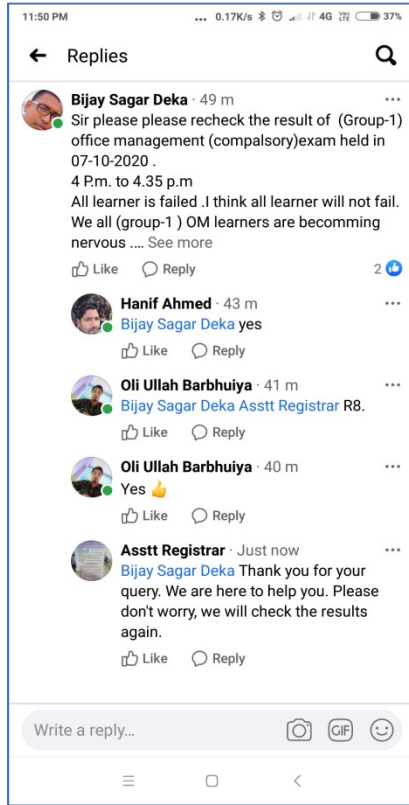 11:50 PM ... 0.17K/s 4G VoLTE 37%
Replies
Bijay Sagar Deka · 49 m
Sir please please recheck the result of (Group-1)
office management (compalsory)exam held in
07-10-2020 .
4 P.m. to 4.35 p.m
All learner is failed .I think all learner will not fail.
We all (group-1 ) OM learners are becomming
nervous .... See more
Like Reply 2
Hanif Ahmed · 43 m
Bijay Sagar Deka yes
Like Reply
Oli Ullah Barbhuiya · 41 m
Bijay Sagar Deka Asstt Registrar R8.
Like Reply
Oli Ullah Barbhuiya · 40 m
Yes 👍
Like Reply
Asstt Registrar · Just now
Bijay Sagar Deka Thank you for your
query. We are here to help you. Please
don't worry, we will check the results
again.
Like Reply
Write a reply... GIF